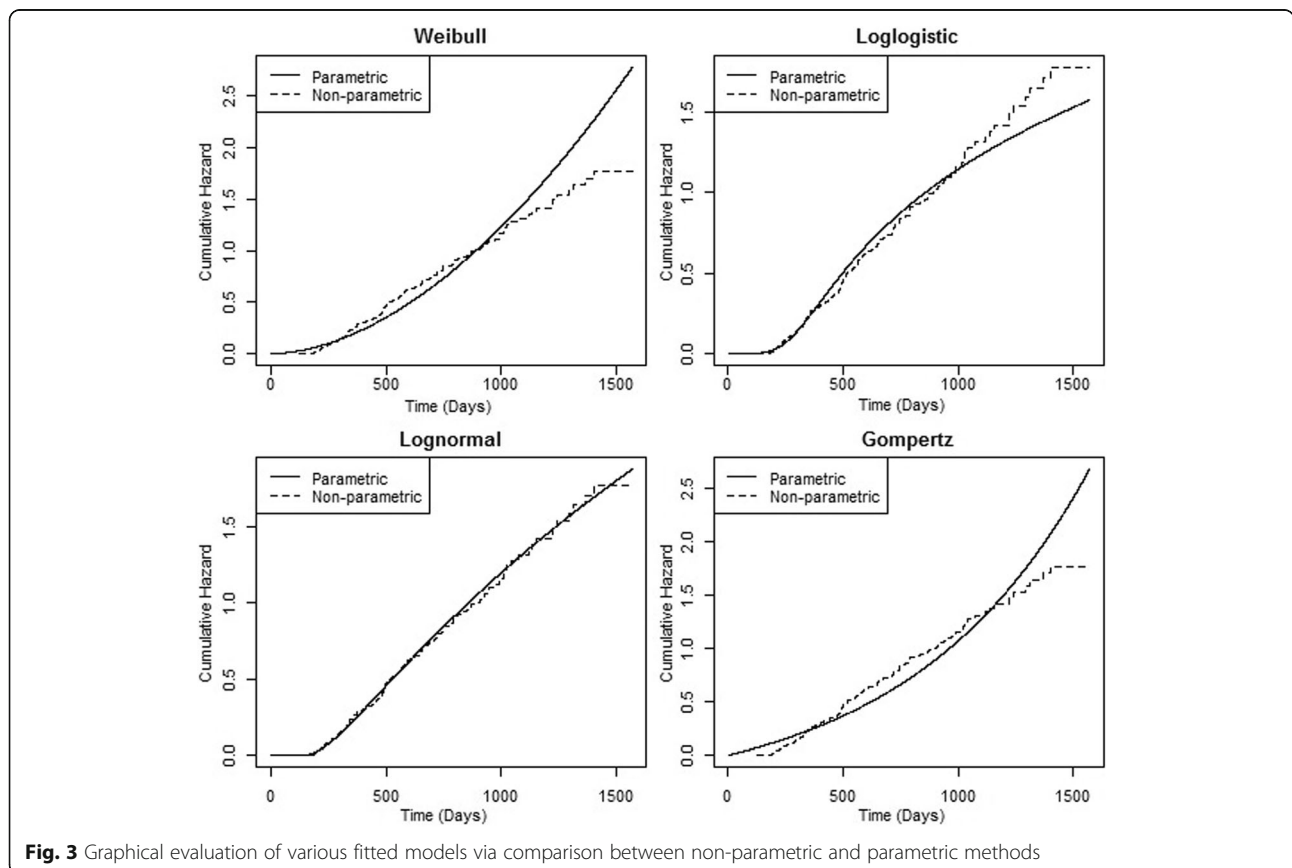 Weibull
Parametric
Non-parametric
Cumulative Hazard
0.0 0.5 1.0 1.5 2.0 2.5
0 500 1000 1500
Time (Days)
Loglogistic
Parametric
Non-parametric
Cumulative Hazard
0.0 0.5 1.0 1.5
0 500 1000 1500
Time (Days)
Lognormal
Parametric
Non-parametric
Cumulative Hazard
0.0 0.5 1.0 1.5
0 500 1000 1500
Time (Days)
Gompertz
Parametric
Non-parametric
Cumulative Hazard
0.0 0.5 1.0 1.5 2.0 2.5
0 500 1000 1500
Time (Days)
Fig. 3 Graphical evaluation of various fitted models via comparison between non-parametric and parametric methods